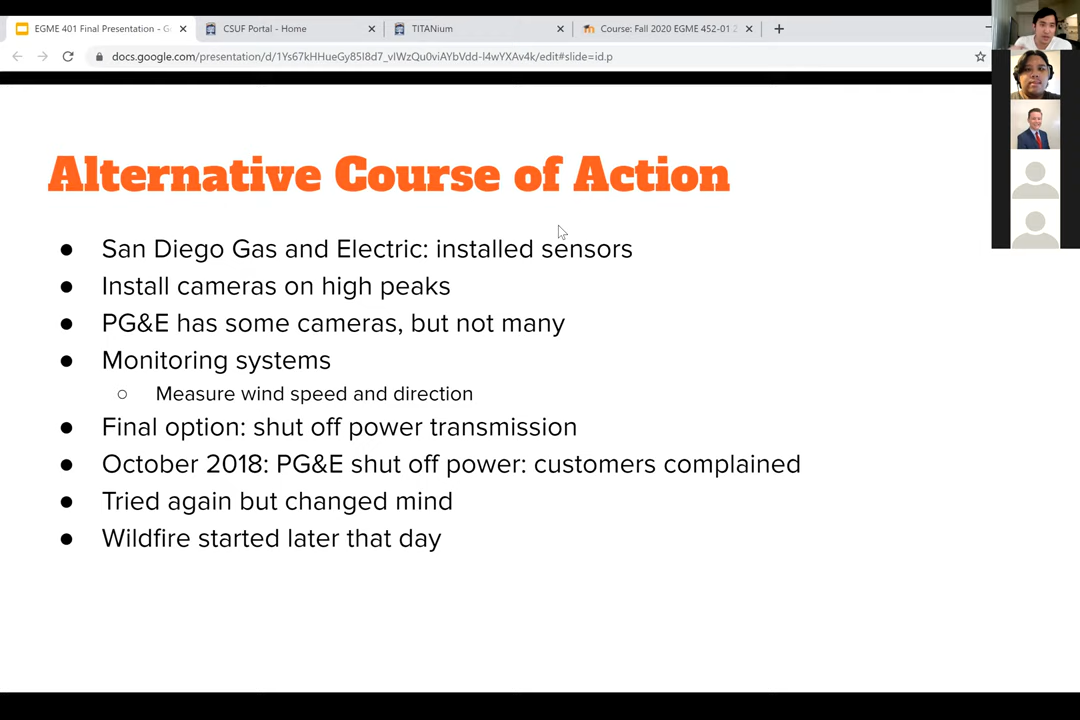 EGME 401 Final Presentation - G
CSUF Portal - Home
TITANium
Course: Fall 2020 EGME 452-01 2
docs.google.com/presentation/d/1Ys67kHHueGy85I8d7_vIWzQu0viAYbVdd-I4wYXAv4k/edit#slide=id.p
Alternative Course of Action
● San Diego Gas and Electric: installed sensors
● Install cameras on high peaks
● PG&E has some cameras, but not many
● Monitoring systems
○ Measure wind speed and direction
● Final option: shut off power transmission
● October 2018: PG&E shut off power: customers complained
● Tried again but changed mind
● Wildfire started later that day